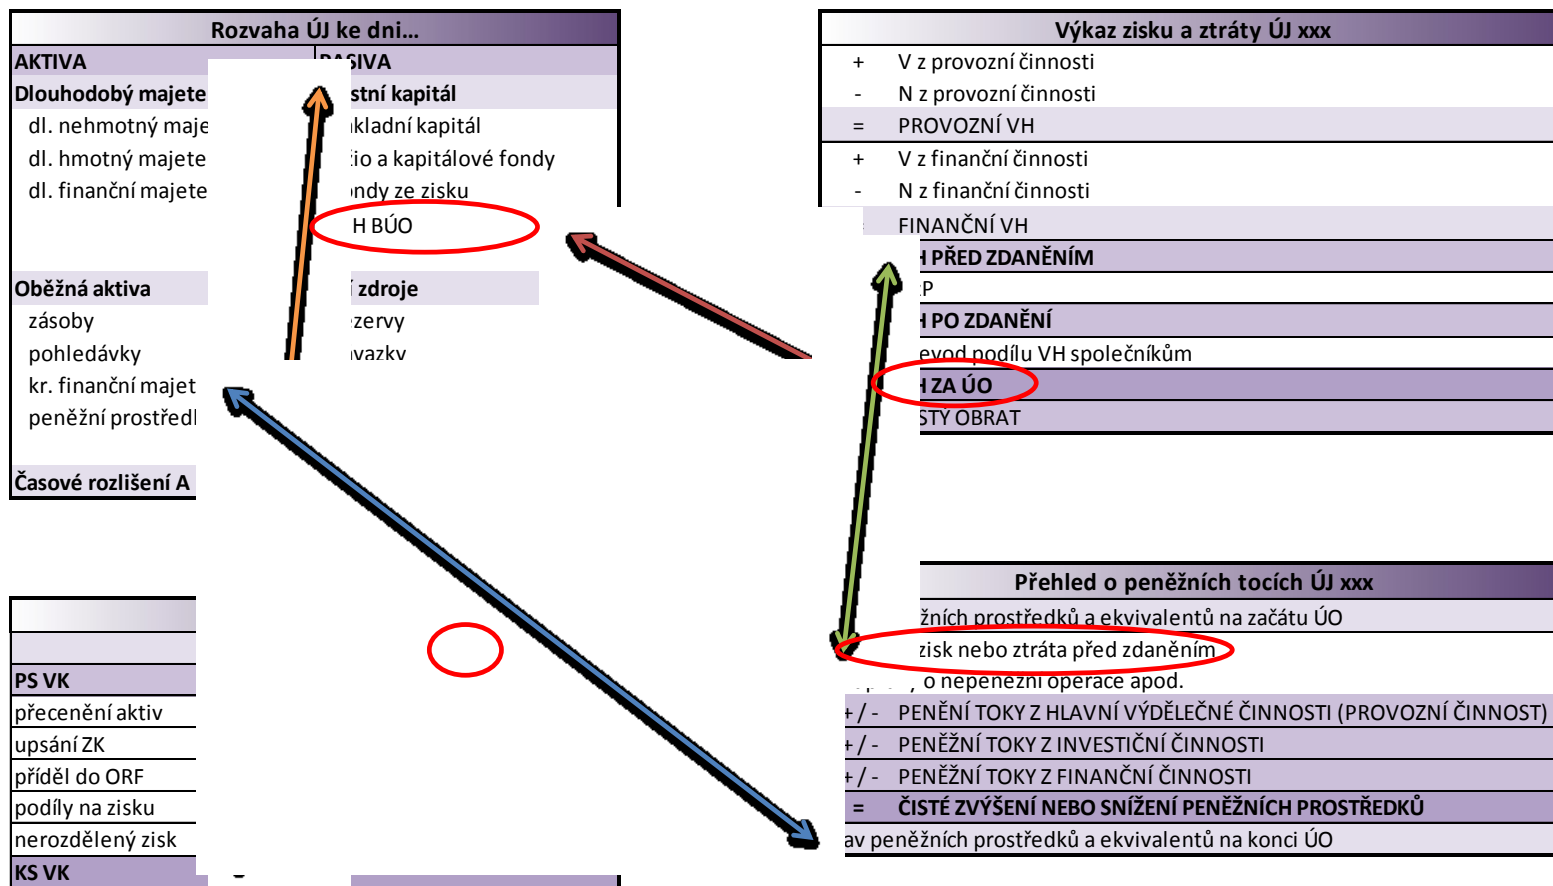 Rozvaha ÚJ ke dni...
AKTIVA
Dlouhodobý majete
dl. nehmotný maje
dl. hmotný majete
dl. finanční majete
Oběžná aktiva
zásoby
pohledávky
kr. finanční majet
peněžní prostředk
Časové rozlišení A
PASIVA
stní kapitál
kladní kapitál
žio a kapitálové fondy
ondy ze zisku
H BÚO
í zdroje
ezervy
ávazky
Výkaz zisku a ztráty ÚJ xxx
+ V z provozní činnosti
- N z provozní činnosti
= PROVOZNÍ VH
+ V z finanční činnosti
- N z finanční činnosti
FINANČNÍ VH
H PŘED ZDANĚNÍM
P
H PO ZDANĚNÍ
evod podílu VH společníkům
H ZA ÚO
STÝ OBRAT
PS VK
přecenění aktiv
upsání ZK
příděl do ORF
podíly na zisku
nerozdělený zisk
KS VK
Přehled o peněžních tocích ÚJ xxx
žních prostředků a ekvivalentů na začátu ÚO
zisk nebo ztráta před zdaněním
o nepeněžní operace apod.
+ / - PENĚNÍ TOKY Z HLAVNÍ VÝDĚLEČNÉ ČINNOSTI (PROVOZNÍ ČINNOST)
+ / - PENĚŽNÍ TOKY Z INVESTIČNÍ ČINNOSTI
+ / - PENĚŽNÍ TOKY Z FINANČNÍ ČINNOSTI
= ČISTÉ ZVÝŠENÍ NEBO SNÍŽENÍ PENĚŽNÍCH PROSTŘEDKŮ
av peněžních prostředků a ekvivalentů na konci ÚO